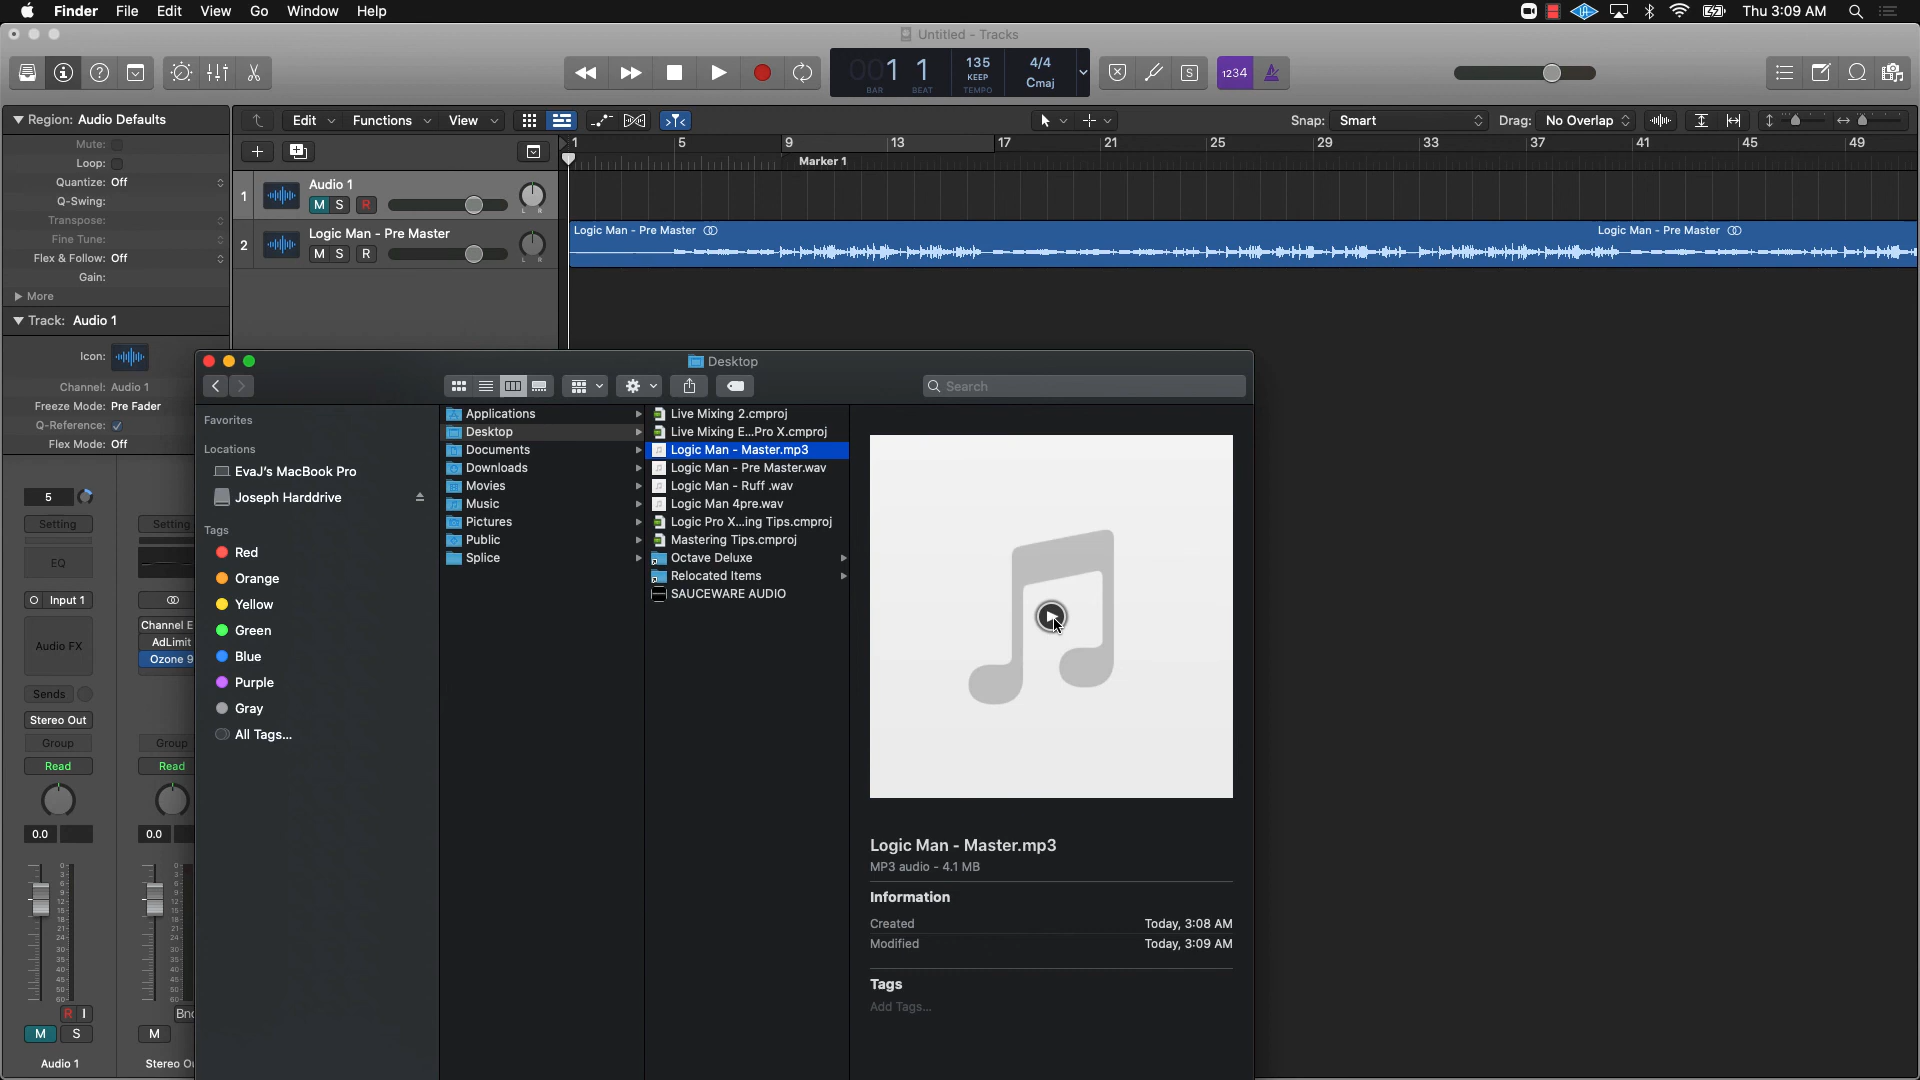 Finder File Edit View Go Window Help Thu 3:09 AM
Untitled - Tracks
1 1 135 KEEP TEMPO 4/4 Cmaj BAR BEAT S 1234
Region: Audio Defaults Edit Functions View Snap: Smart Drag: No Overlap
Mute:
Loop:
Quantize: Off
Q-Swing:
Transpose:
Fine Tune:
Flex & Follow: Off
Gain:
More
1 5 9 13 17 21 25 29 33 37 41 45 49
Marker 1
1 Audio 1
M S R L R
2 Logic Man - Pre Master
M S R L R
Logic Man - Pre Master Logic Man - Pre Master
Track: Audio 1
Icon:
Channel: Audio 1
Freeze Mode: Pre Fader
Q-Reference:
Flex Mode: Off
5
Setting Setting
EQ
Input 1
Audio FX
Channel E
AdLimit
Ozone 9
Sends
Stereo Out
Group Group
Read Read
0.0 0.0
R I Bnc
M S M
Audio 1 Stereo Ou
Desktop
Search
Favorites
Locations
EvaJ's MacBook Pro
Joseph Harddrive
Tags
Red
Orange
Yellow
Green
Blue
Purple
Gray
All Tags...
Applications
Desktop
Documents
Downloads
Movies
Music
Pictures
Public
Splice
Live Mixing 2.cmproj
Live Mixing E...Pro X.cmproj
Logic Man - Master.mp3
Logic Man - Pre Master.wav
Logic Man - Ruff .wav
Logic Man 4pre.wav
Logic Pro X...ing Tips.cmproj
Mastering Tips.cmproj
Octave Deluxe
Relocated Items
SAUCEWARE AUDIO
Logic Man - Master.mp3
MP3 audio - 4.1 MB
Information
Created Today, 3:08 AM
Modified Today, 3:09 AM
Tags
Add Tags...